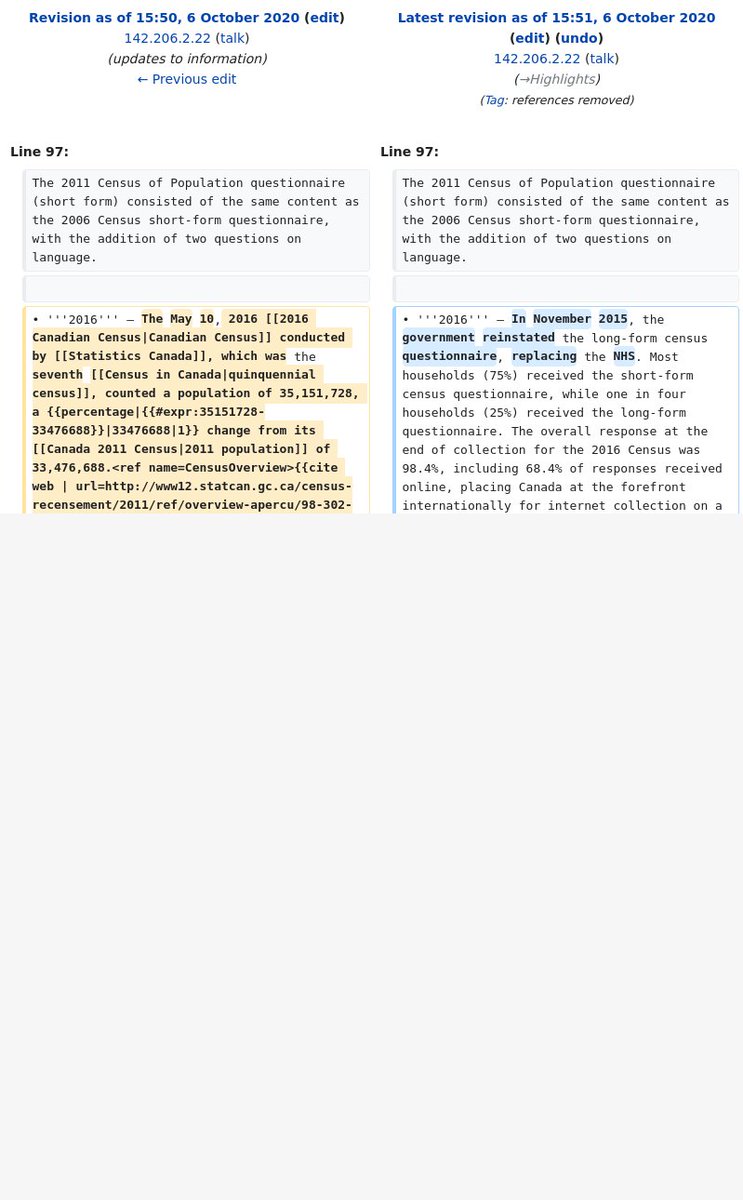 Revision as of 15:50, 6 October 2020 (edit)
142.206.2.22 (talk)
(updates to information)
← Previous edit
Latest revision as of 15:51, 6 October 2020
(edit) (undo)
142.206.2.22 (talk)
(→Highlights)
(Tag: references removed)
Line 97:
Line 97:
The 2011 Census of Population questionnaire
(short form) consisted of the same content as
the 2006 Census short-form questionnaire,
with the addition of two questions on
language.
The 2011 Census of Population questionnaire
(short form) consisted of the same content as
the 2006 Census short-form questionnaire,
with the addition of two questions on
language.
• '''2016''' – The May 10, 2016 [[2016
Canadian Census|Canadian Census]] conducted
by [[Statistics Canada]], which was the
seventh [[Census in Canada|quinquennial
census]], counted a population of 35,151,728,
a {{percentage|{{#expr:35151728-
33476688}}|33476688|1}} change from its
[[Canada 2011 Census|2011 population]] of
33,476,688.<ref name=CensusOverview>{{cite
web | url=http://www12.statcan.gc.ca/census-
recensement/2011/ref/overview-apercu/98-302-
• '''2016''' – In November 2015, the
government reinstated the long-form census
questionnaire, replacing the NHS. Most
households (75%) received the short-form
census questionnaire, while one in four
households (25%) received the long-form
questionnaire. The overall response at the
end of collection for the 2016 Census was
98.4%, including 68.4% of responses received
online, placing Canada at the forefront
internationally for internet collection on a